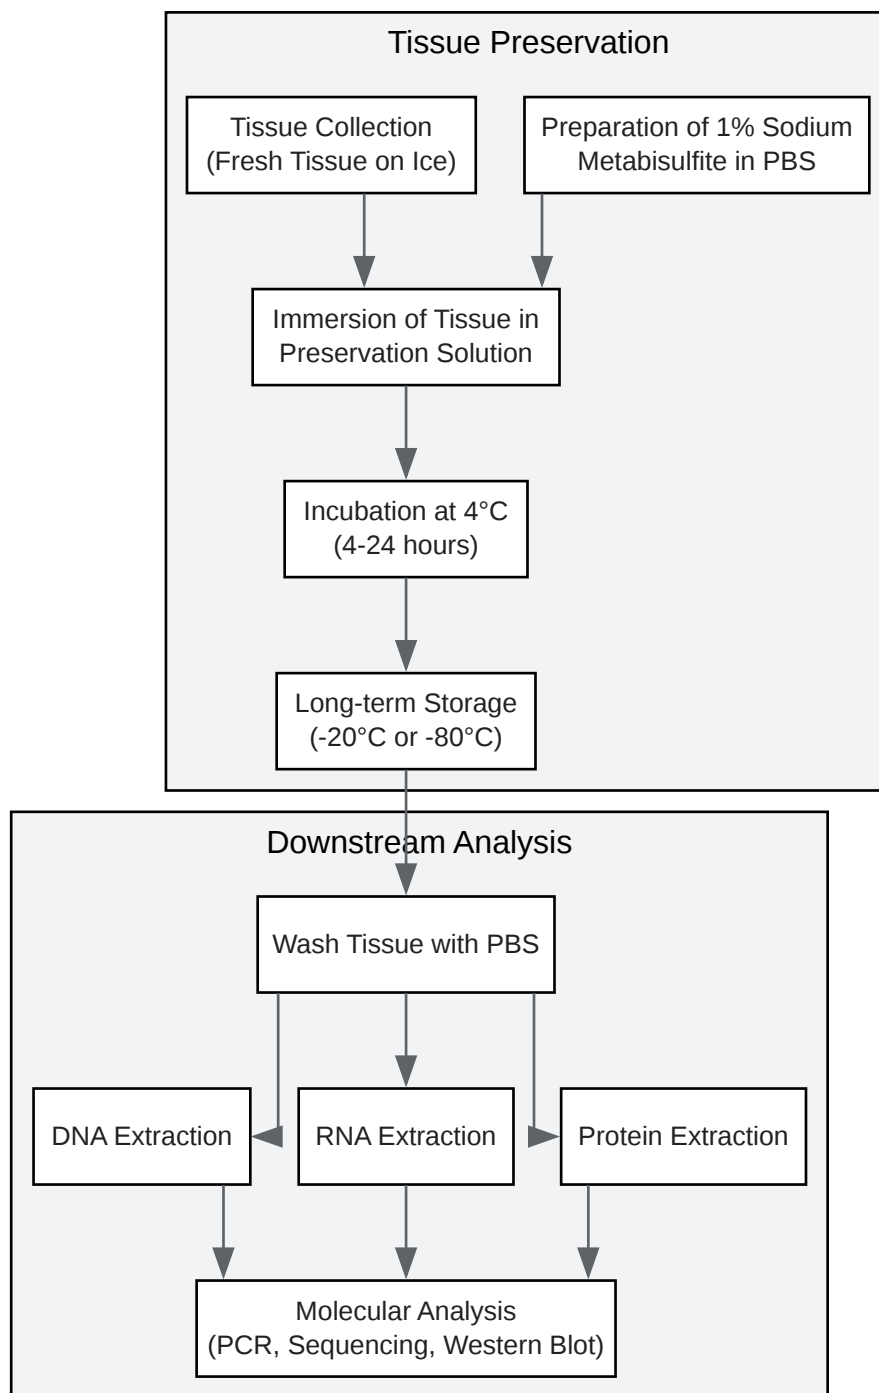 Tissue Preservation
Tissue Collection
(Fresh Tissue on Ice)
Preparation of 1% Sodium
Metabisulfite in PBS
Immersion of Tissue in
Preservation Solution
Incubation at 4°C
(4-24 hours)
Long-term Storage
(-20°C or -80°C)
Downstream Analysis
Wash Tissue with PBS
DNA Extraction
RNA Extraction
Protein Extraction
Molecular Analysis
(PCR, Sequencing, Western Blot)